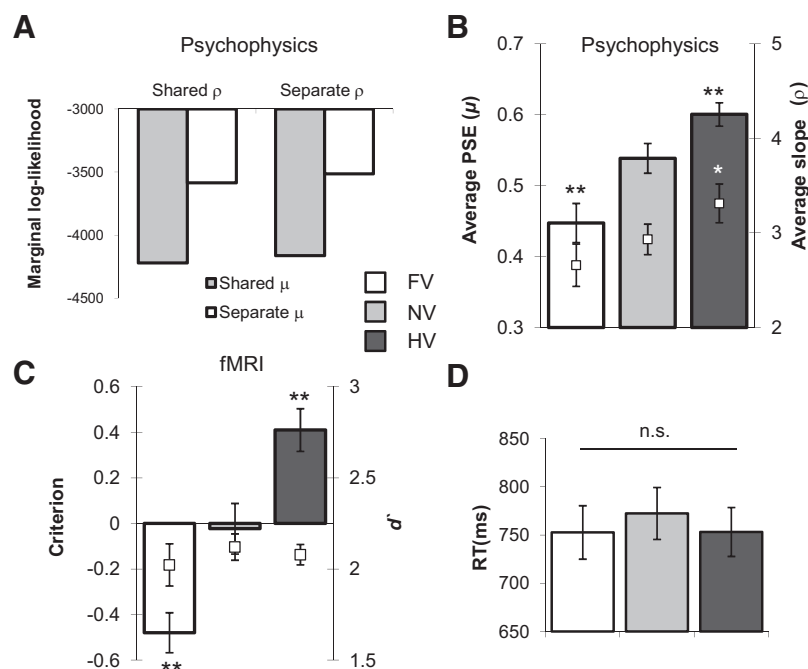 A
Psychophysics
Shared ρ Separate ρ
-3000
-3500
-4000
-4500
Marginal log-likelihood
Shared μ
Separate μ
FV
NV
HV
B
Psychophysics
0.7
0.6
0.5
0.4
0.3
Average PSE (μ)
5
4
3
2
Average slope (ρ)
**
**
*
C
fMRI
0.6
0.4
0.2
0
-0.2
-0.4
-0.6
Criterion
3
2.5
2
1.5
d`
**
**
D
n.s.
850
800
750
700
650
RT(ms)